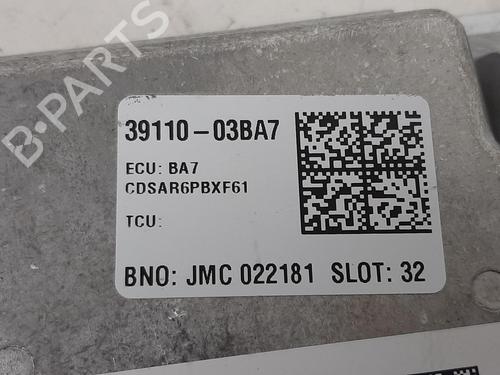 B-PARTS
39110-03BA7
ECU: BA7
CDSAR6PBXF61
TCU:
BNO: JMC 022181 SLOT: 32